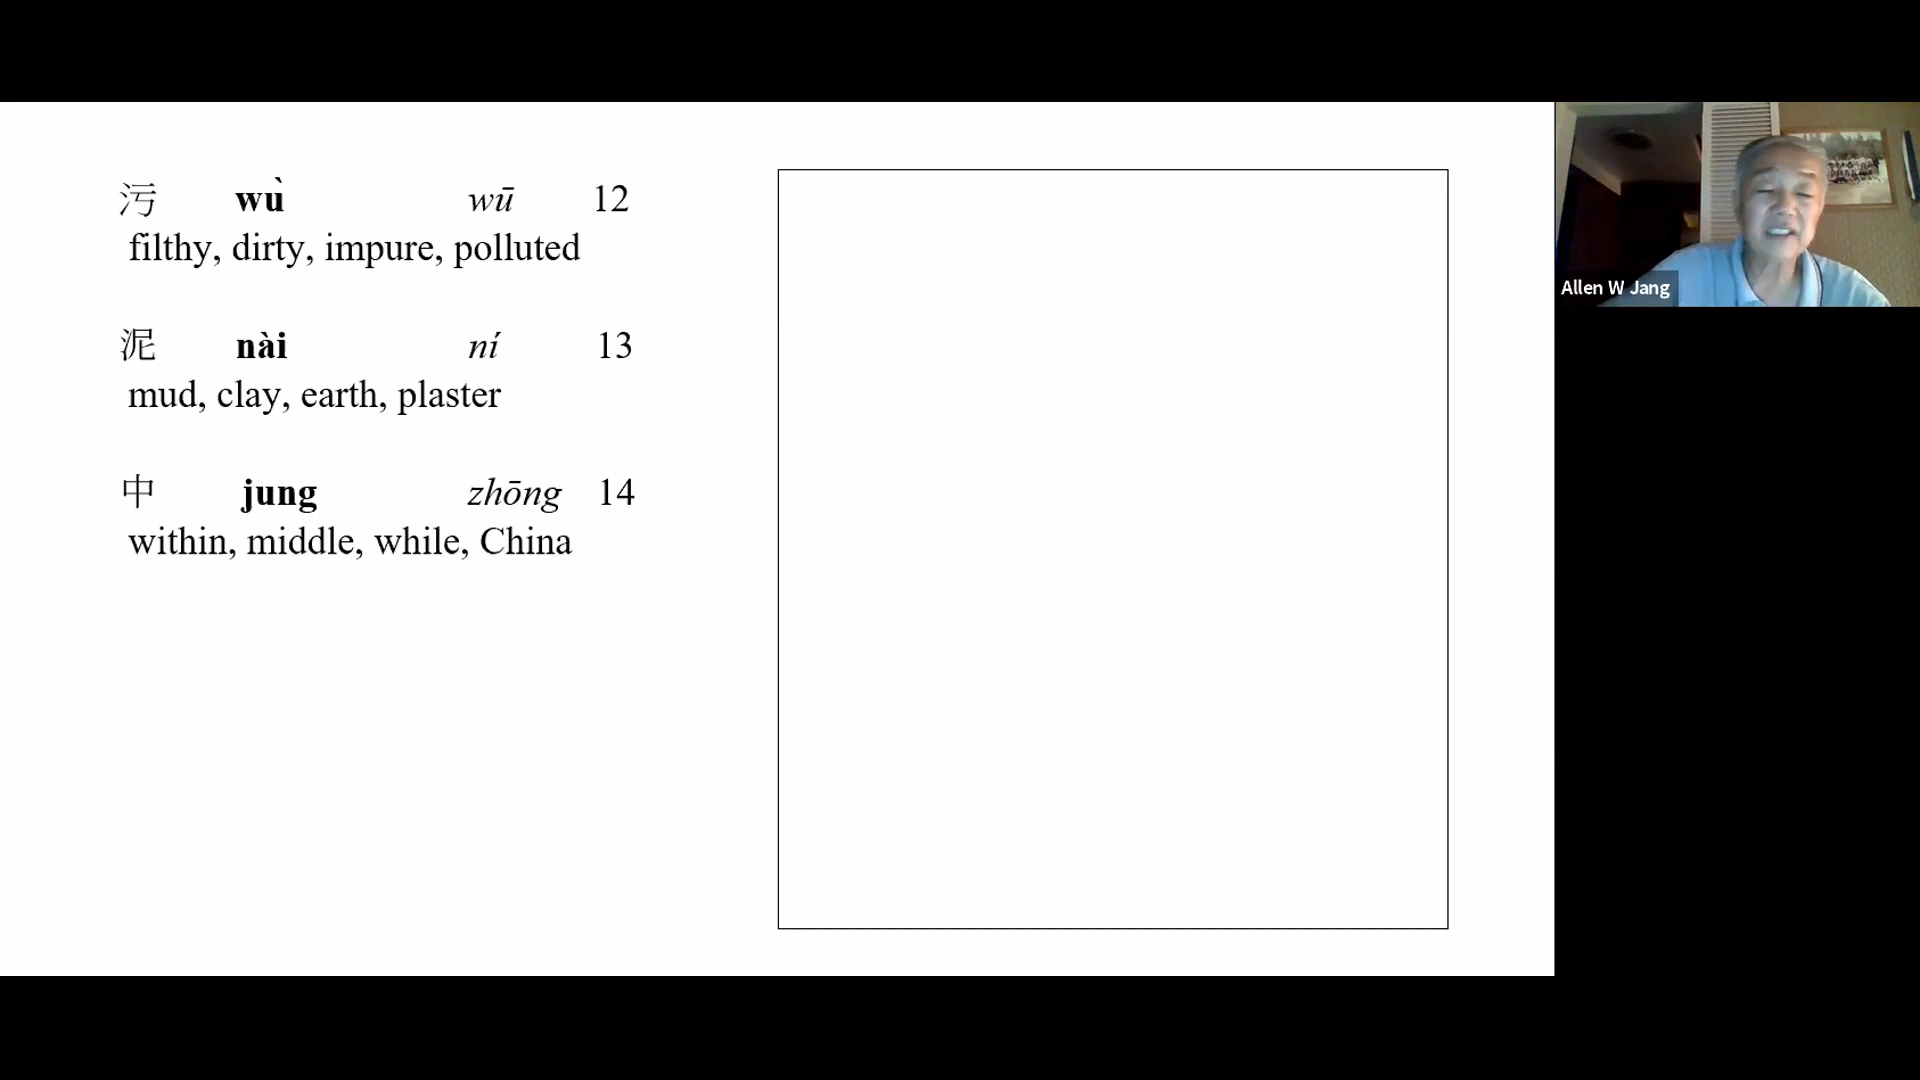 污 wù wū 12
filthy, dirty, impure, polluted
泥 nài ní 13
mud, clay, earth, plaster
中 jung zhōng 14
within, middle, while, China
Allen W Jang